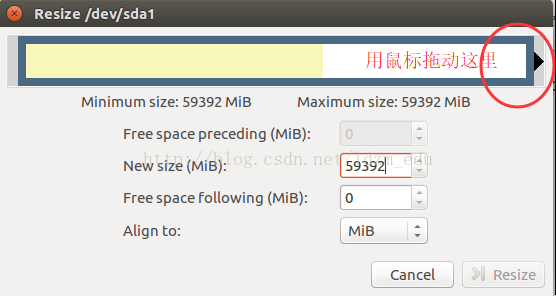 Resize /dev/sda1
用鼠标拖动这里
Minimum size: 59392 MiB Maximum size: 59392 MiB
Free space preceding (MiB): 0
http://blog.csdn.net/ldzm_edu
New size (MiB): 59392
Free space following (MiB): 0
Align to: MiB
Cancel Resize